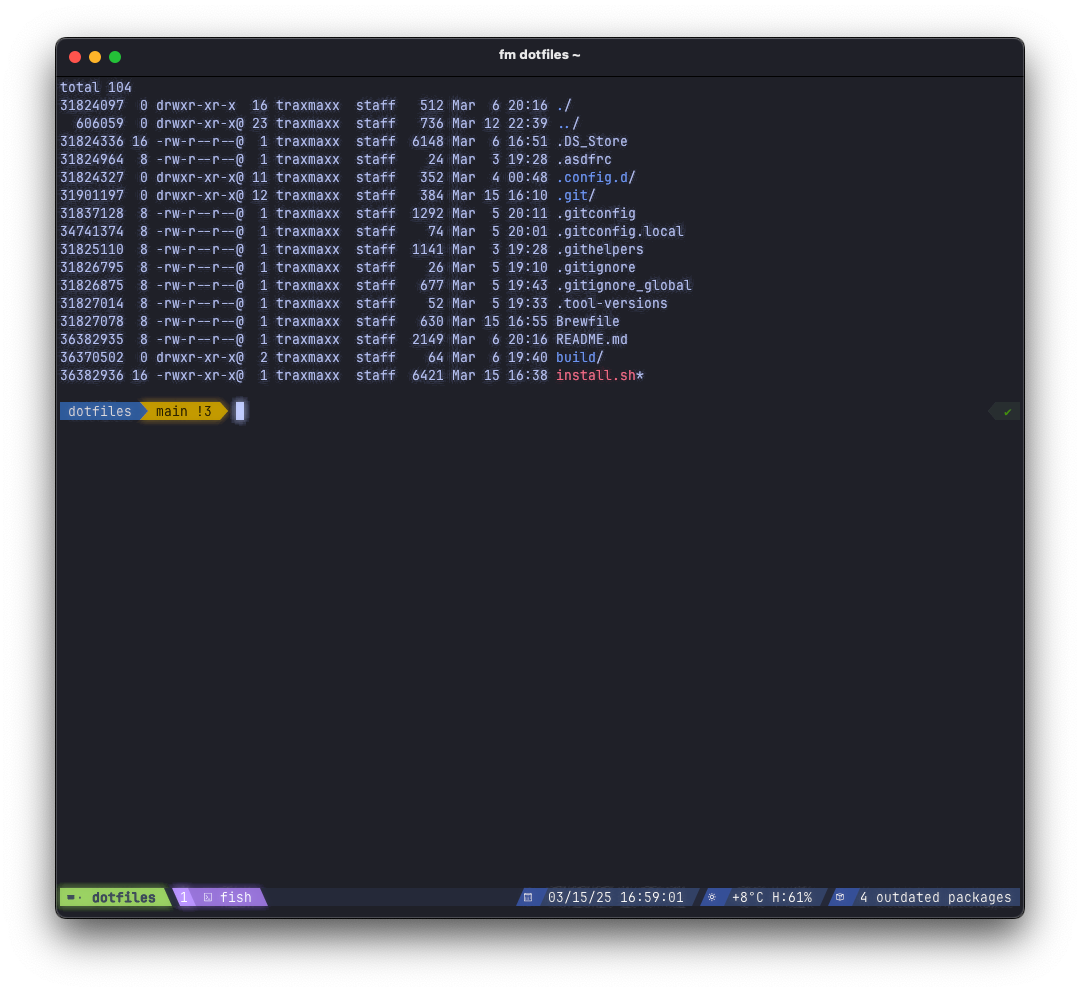 fm dotfiles ~
total 104
31824097  0 drwxr-xr-x  16 traxmaxx  staff   512 Mar  6 20:16 ./
  606059  0 drwxr-xr-x@ 23 traxmaxx  staff   736 Mar 12 22:39 ../
31824336 16 -rw-r--r--@  1 traxmaxx  staff  6148 Mar  6 16:51 .DS_Store
31824964  8 -rw-r--r--@  1 traxmaxx  staff    24 Mar  3 19:28 .asdfrc
31824327  0 drwxr-xr-x@ 11 traxmaxx  staff   352 Mar  4 00:48 .config.d/
31901197  0 drwxr-xr-x@ 12 traxmaxx  staff   384 Mar 15 16:10 .git/
31837128  8 -rw-r--r--@  1 traxmaxx  staff  1292 Mar  5 20:11 .gitconfig
34741374  8 -rw-r--r--@  1 traxmaxx  staff    74 Mar  5 20:01 .gitconfig.local
31825110  8 -rw-r--r--@  1 traxmaxx  staff  1141 Mar  3 19:28 .githelpers
31826795  8 -rw-r--r--@  1 traxmaxx  staff    26 Mar  5 19:10 .gitignore
31826875  8 -rw-r--r--@  1 traxmaxx  staff   677 Mar  5 19:43 .gitignore_global
31827014  8 -rw-r--r--@  1 traxmaxx  staff    52 Mar  5 19:33 .tool-versions
31827078  8 -rw-r--r--@  1 traxmaxx  staff   630 Mar 15 16:55 Brewfile
36382935  8 -rw-r--r--@  1 traxmaxx  staff  2149 Mar  6 20:16 README.md
36370502  0 drwxr-xr-x@  2 traxmaxx  staff    64 Mar  6 19:40 build/
36382936 16 -rwxr-xr-x@  1 traxmaxx  staff  6421 Mar 15 16:38 install.sh*
dotfiles main !3 ✔
dotfiles 1 fish 03/15/25 16:59:01 +8°C H:61% 4 outdated packages